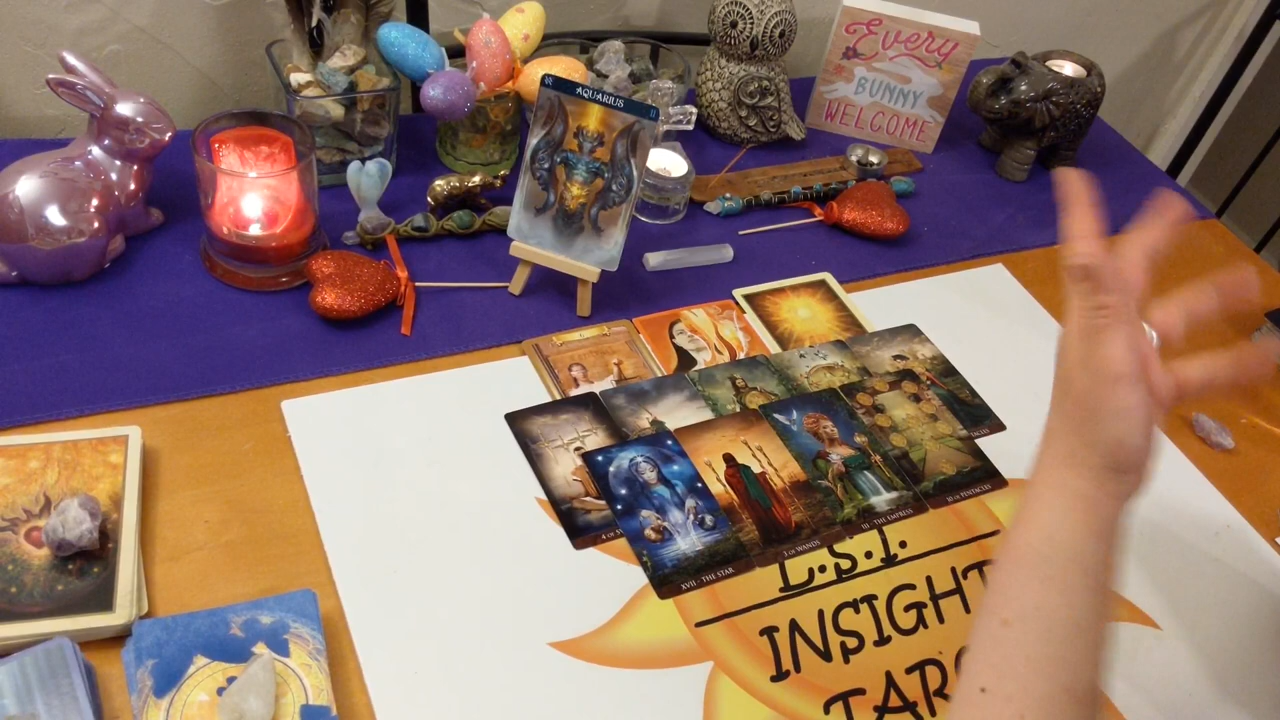 AQUARIUS
Every
BUNNY
WELCOME
4 OF
XVII · THE STAR
3 OF WANDS
III · THE EMPRESS
10 OF PENTACLES
L.S.I.
INSIGHT